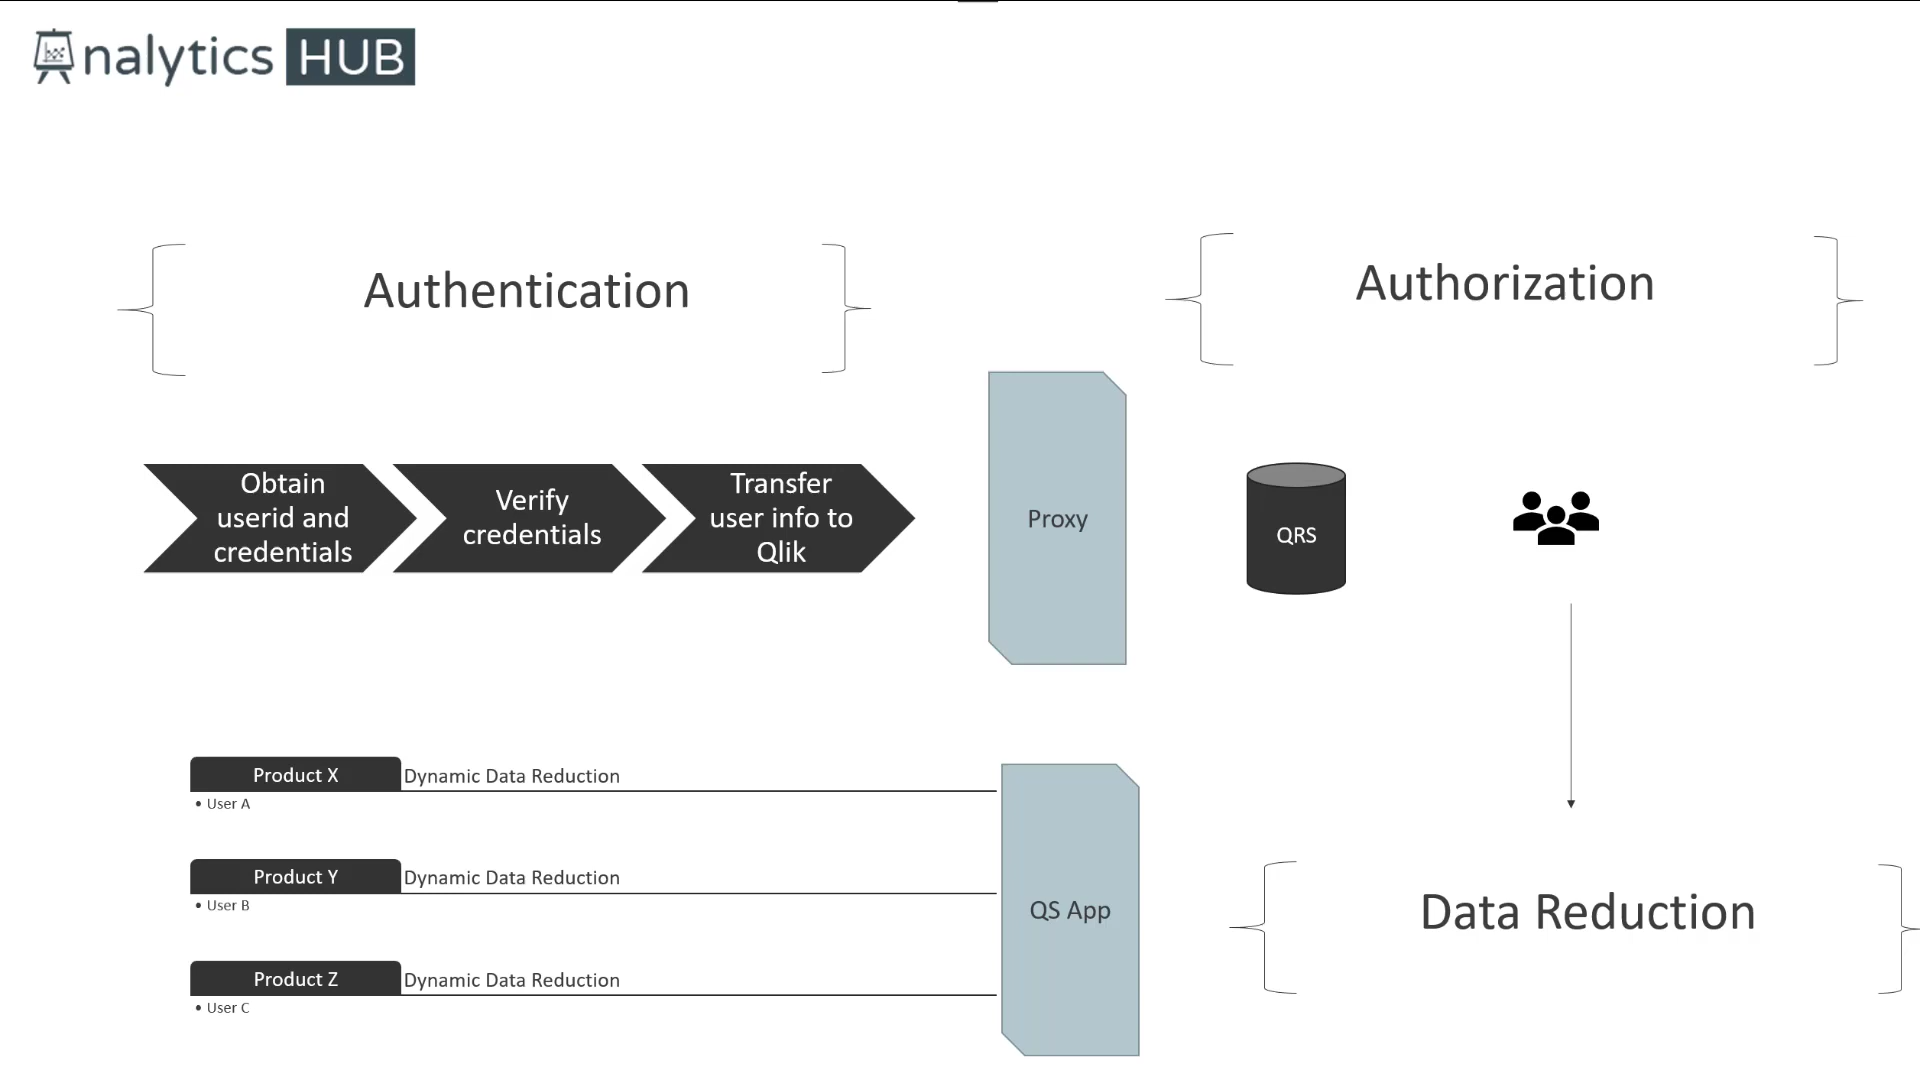 nalytics HUB
Authentication
Authorization
Obtain
userid and
credentials
Verify
credentials
Transfer
user info to
Qlik
Proxy
QRS
Product X
Dynamic Data Reduction
• User A
Product Y
Dynamic Data Reduction
• User B
Product Z
Dynamic Data Reduction
• User C
QS App
Data Reduction